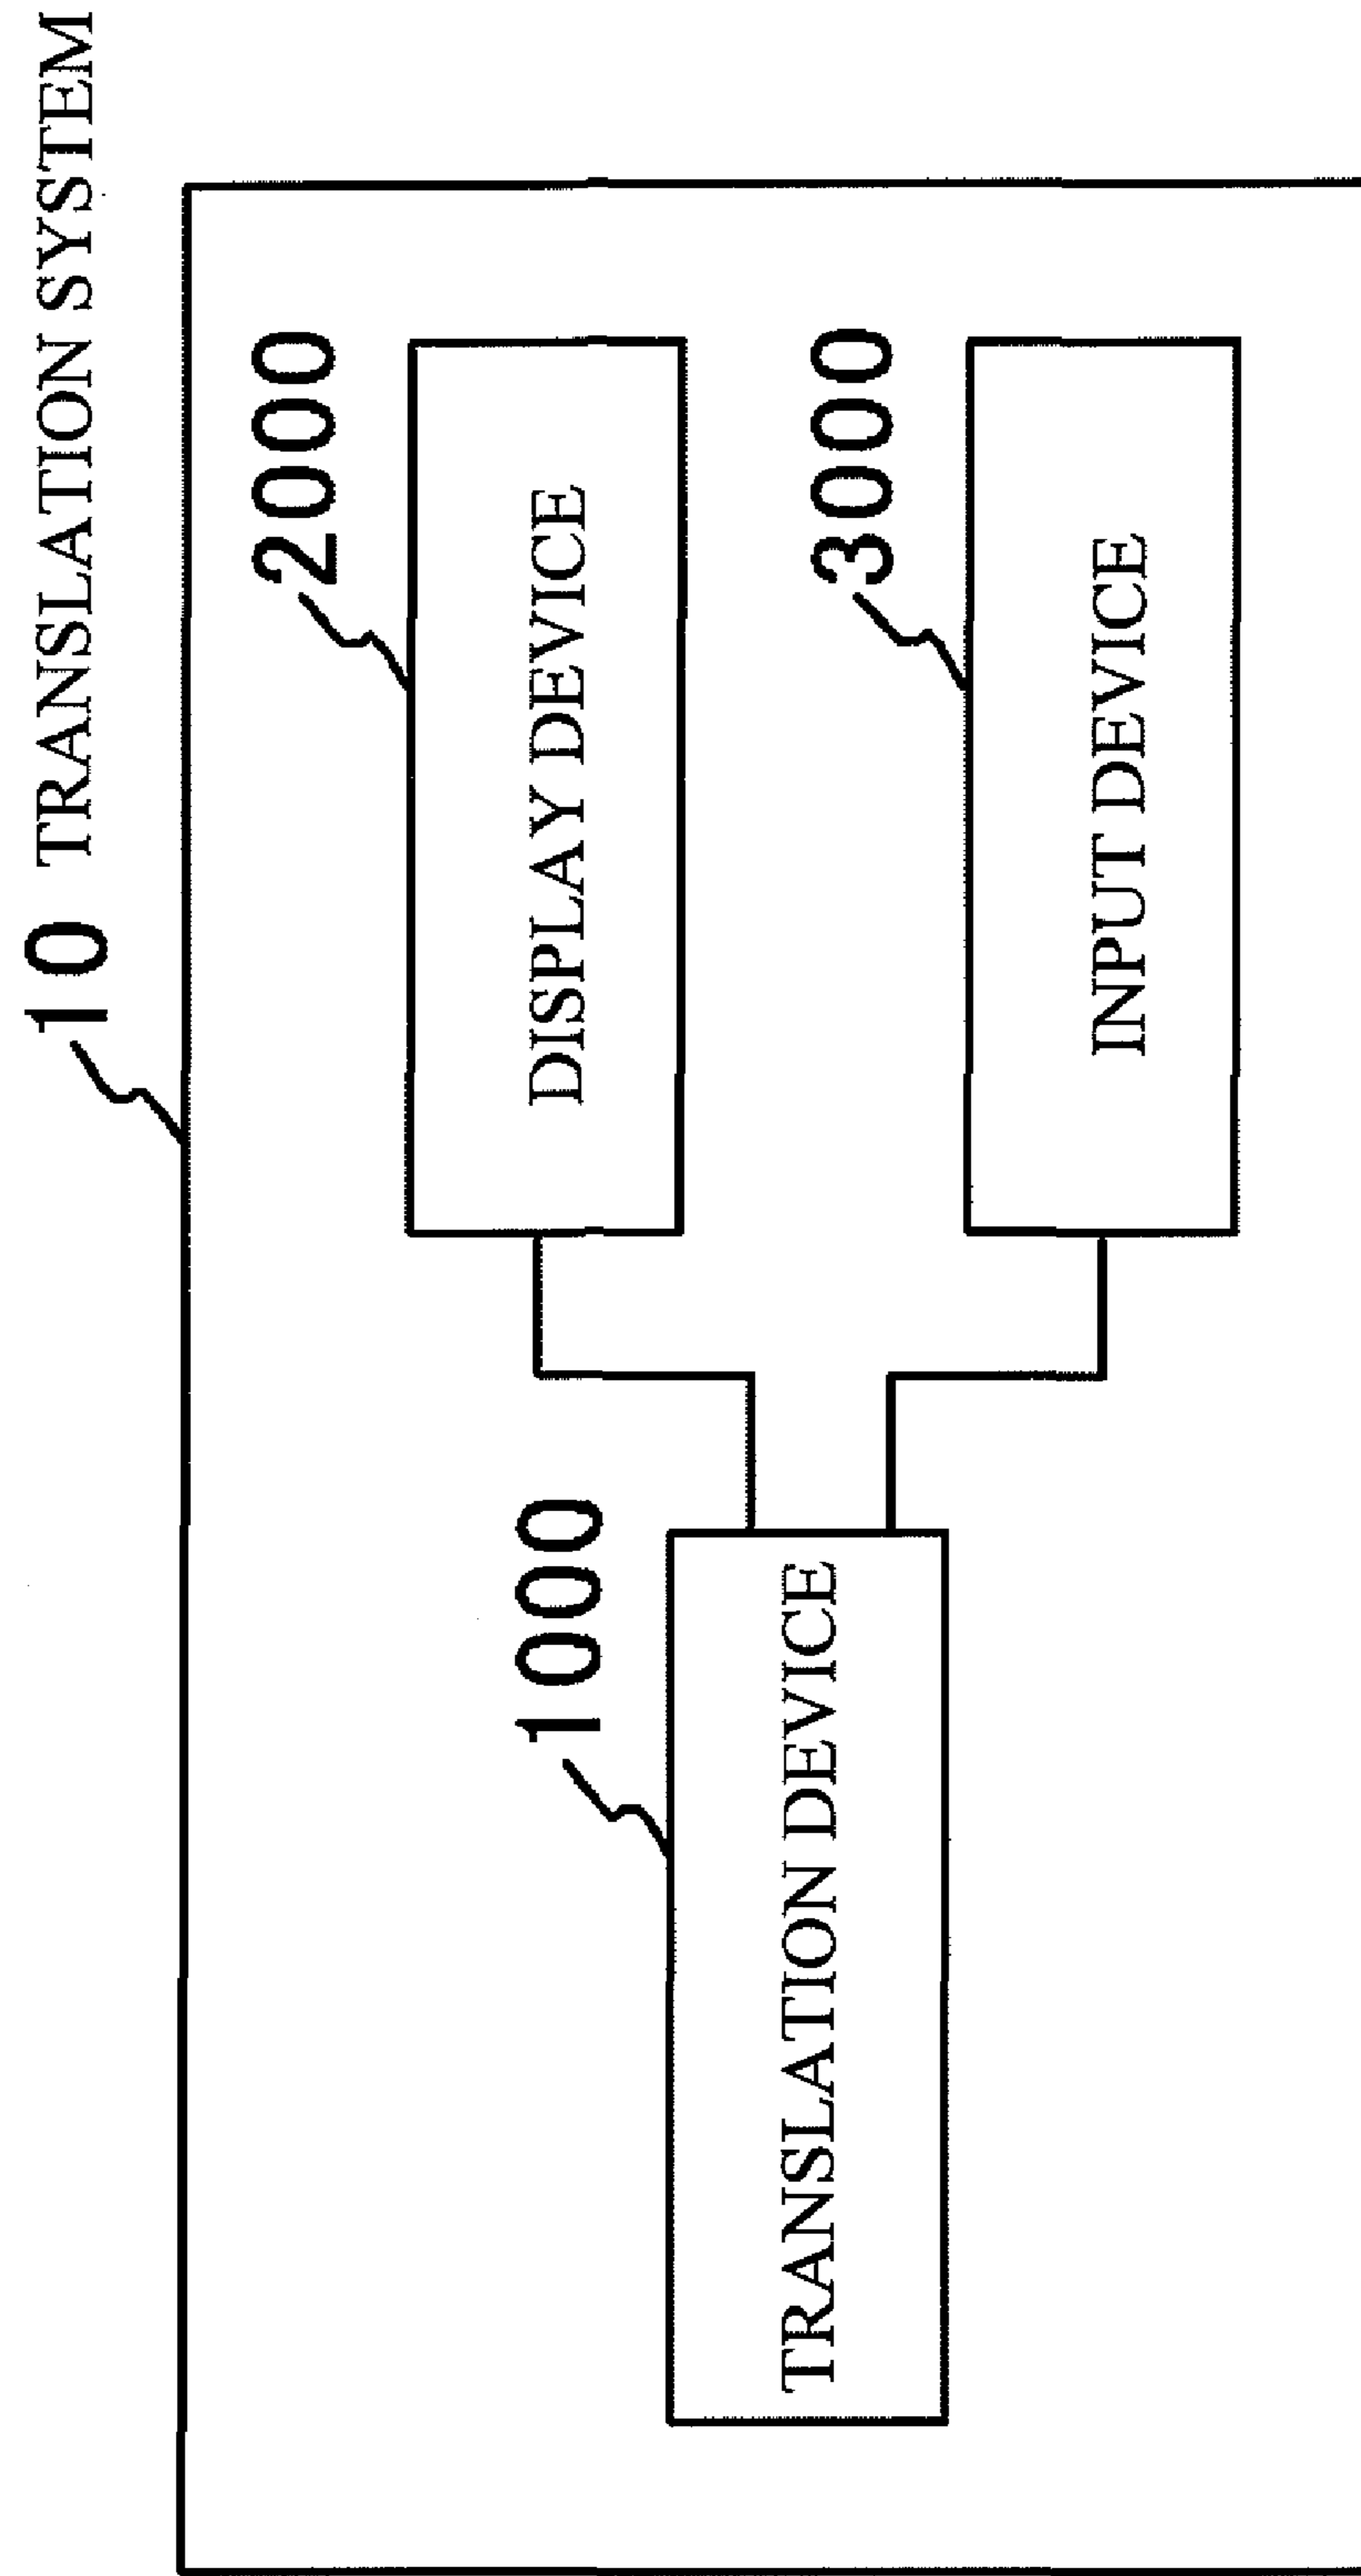 10 TRANSLATION SYSTEM
2000
DISPLAY DEVICE
1000
TRANSLATION DEVICE
3000
INPUT DEVICE